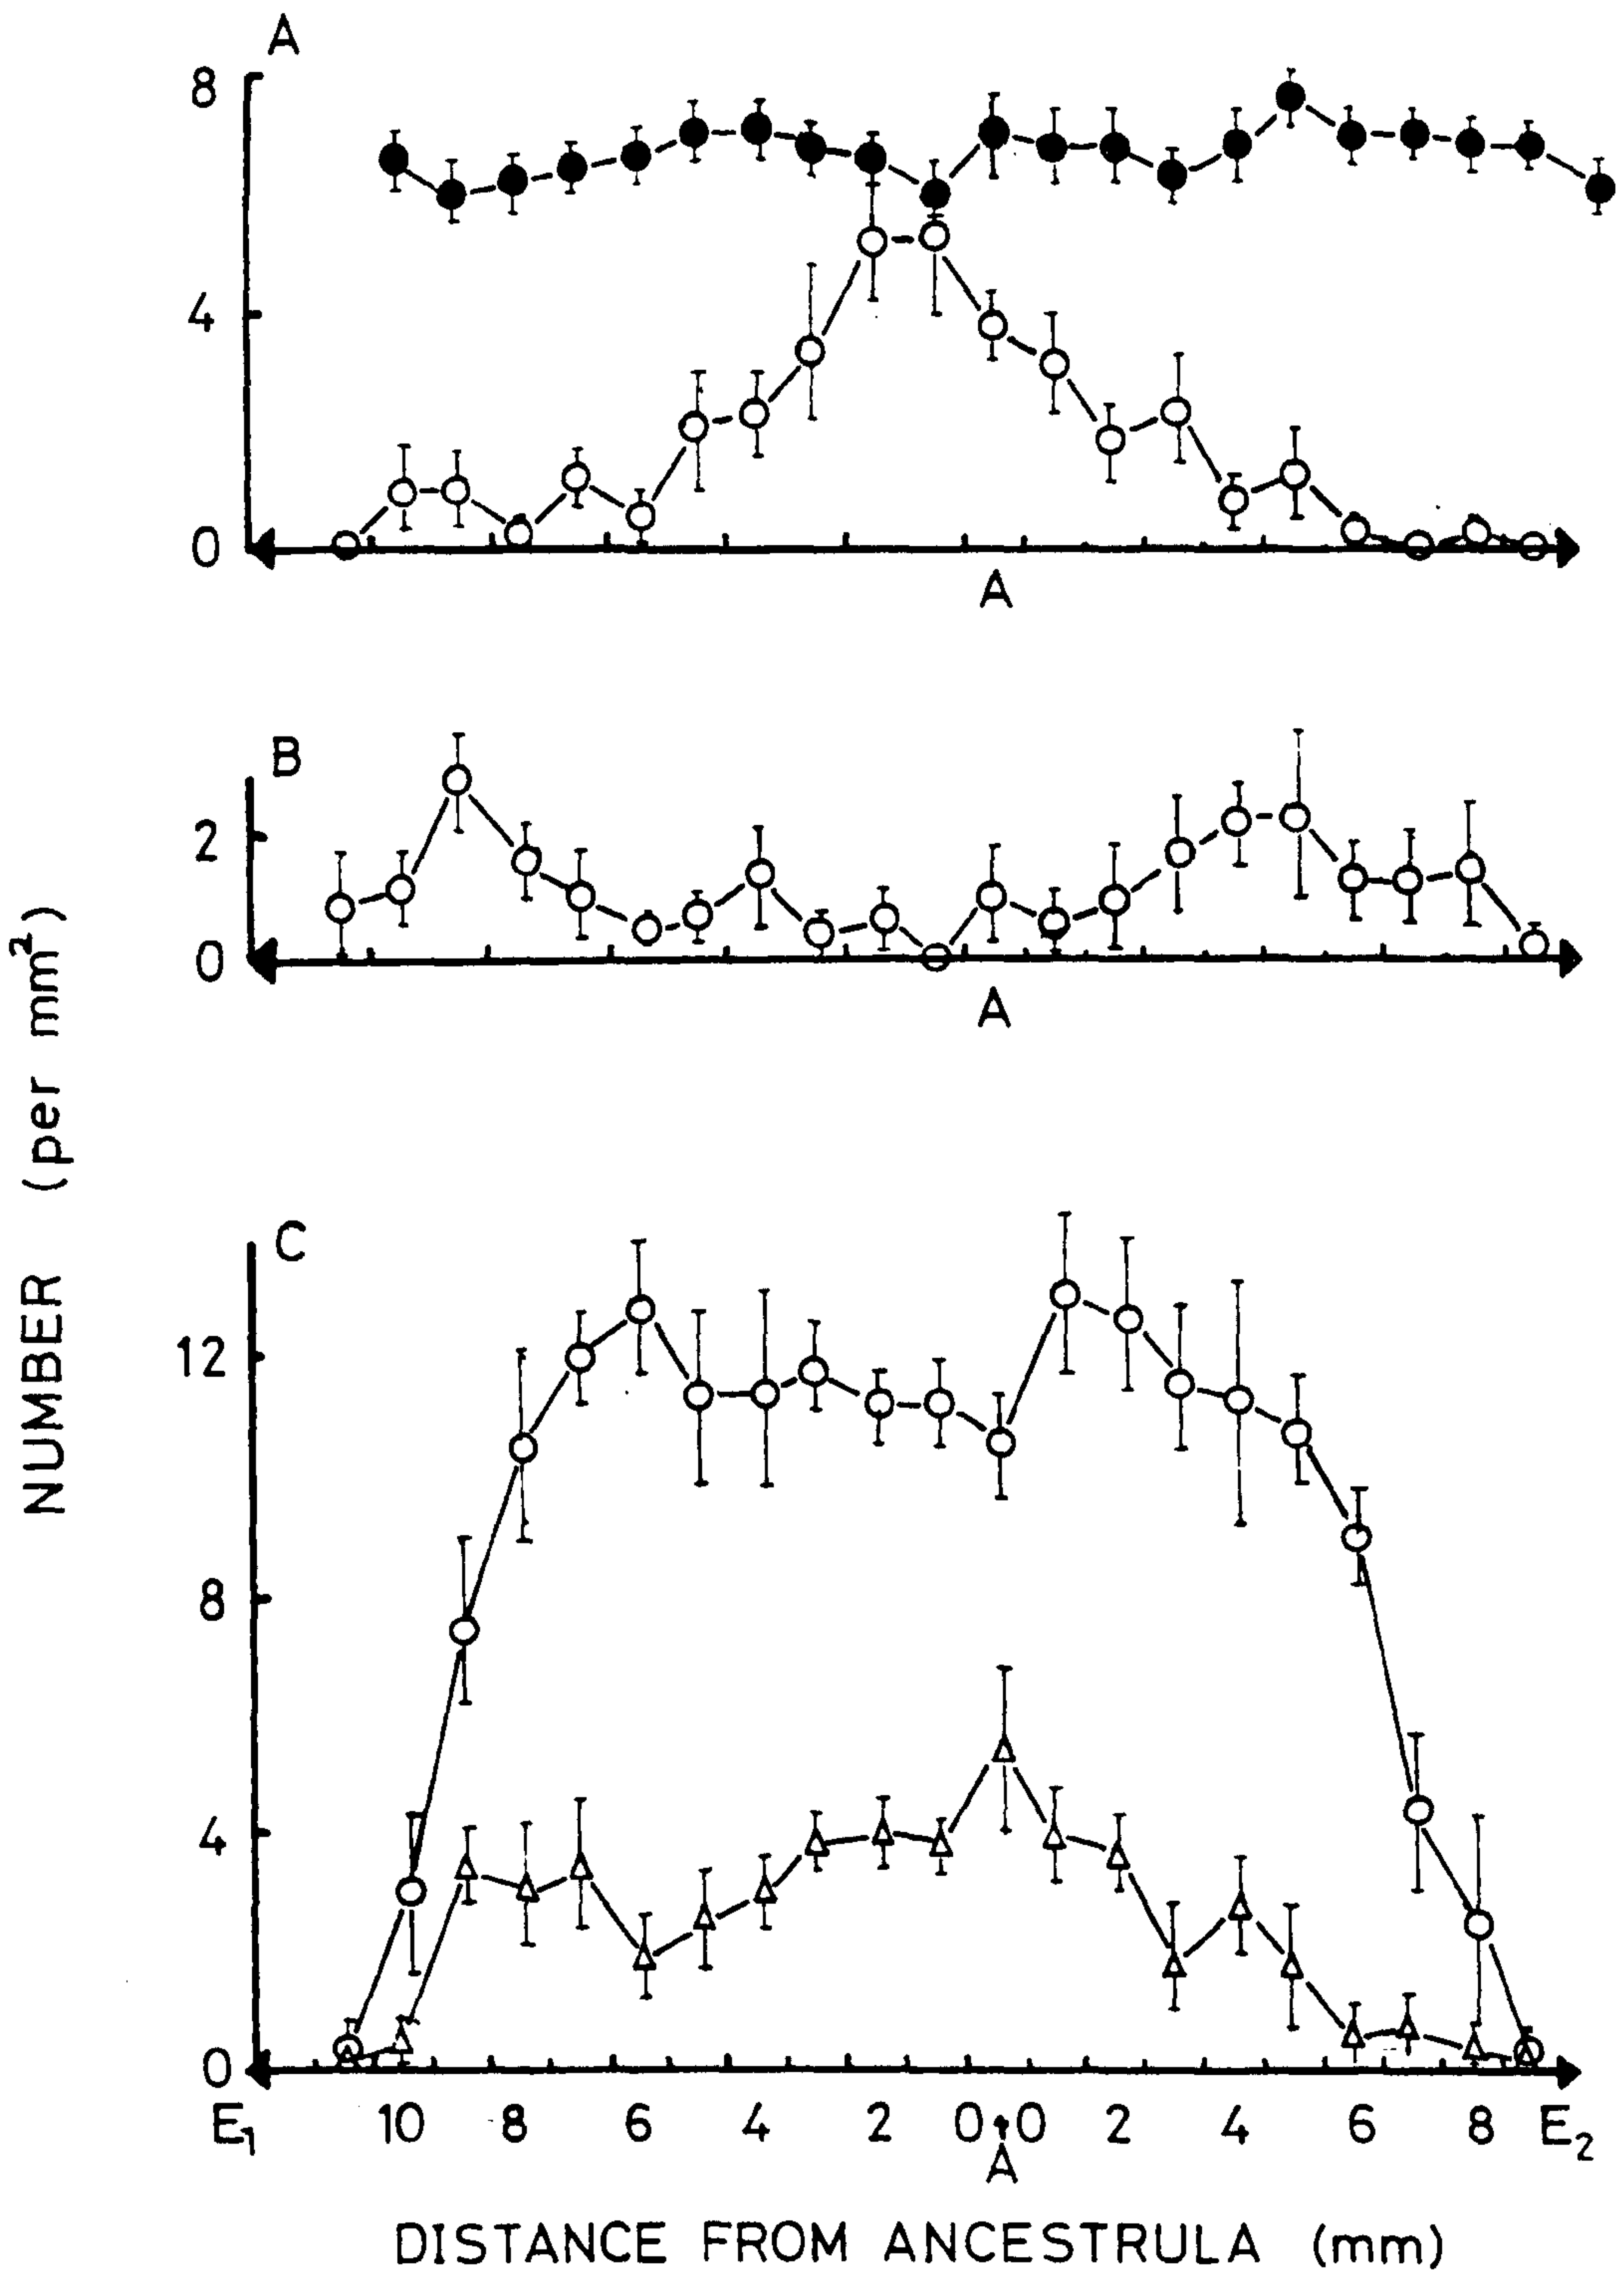 A
8
4
0
A
B
2
0
A
C
12
8
4
0
E1 10 8 6 4 2 0 0 2 4 6 8 E2
A
DISTANCE FROM ANCESTRULA (mm)
NUMBER (per mm²)